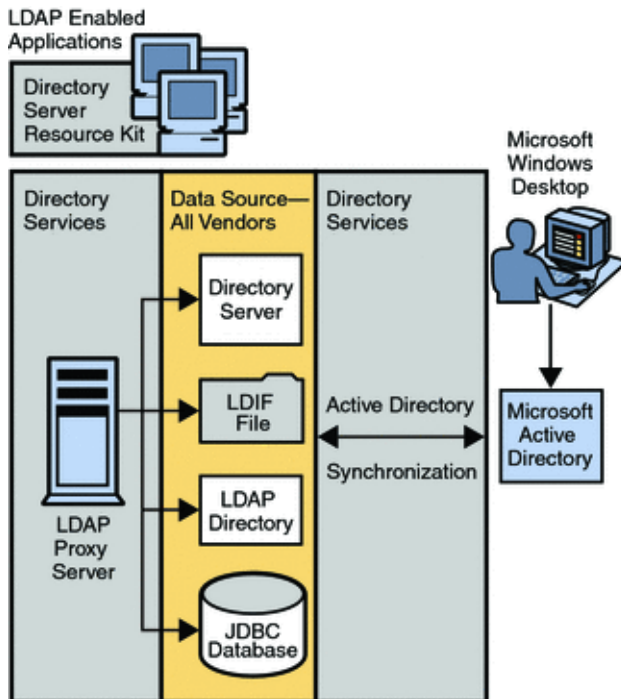 LDAP Enabled
Applications
Directory
Server
Resource Kit
Microsoft
Windows
Desktop
Directory
Services
Data Source—
All Vendors
Directory
Services
Directory
Server
LDIF
File
Active Directory
Synchronization
Microsoft
Active
Directory
LDAP
Directory
LDAP
Proxy
Server
JDBC
Database